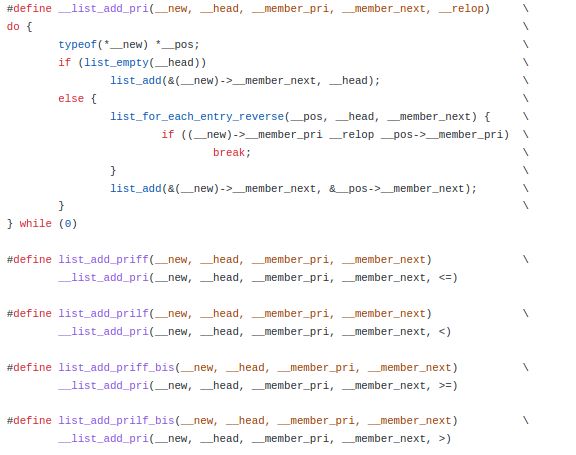 #define __list_add_pri(__new, __head, __member_pri, __member_next, __relop)     \
do {                                                                            \
        typeof(*__new) *__pos;                                                  \
        if (list_empty(__head))                                                 \
                list_add(&(__new)->__member_next, __head);                      \
        else {                                                                  \
                list_for_each_entry_reverse(__pos, __head, __member_next) {     \
                        if ((__new)->__member_pri __relop __pos->__member_pri)  \
                                break;                                          \
                }                                                               \
                list_add(&(__new)->__member_next, &__pos->__member_next);       \
        }                                                                       \
} while (0)

#define list_add_priff(__new, __head, __member_pri, __member_next)              \
        __list_add_pri(__new, __head, __member_pri, __member_next, <=)

#define list_add_prilf(__new, __head, __member_pri, __member_next)              \
        __list_add_pri(__new, __head, __member_pri, __member_next, <)

#define list_add_priff_bis(__new, __head, __member_pri, __member_next)          \
        __list_add_pri(__new, __head, __member_pri, __member_next, >=)

#define list_add_prilf_bis(__new, __head, __member_pri, __member_next)          \
        __list_add_pri(__new, __head, __member_pri, __member_next, >)